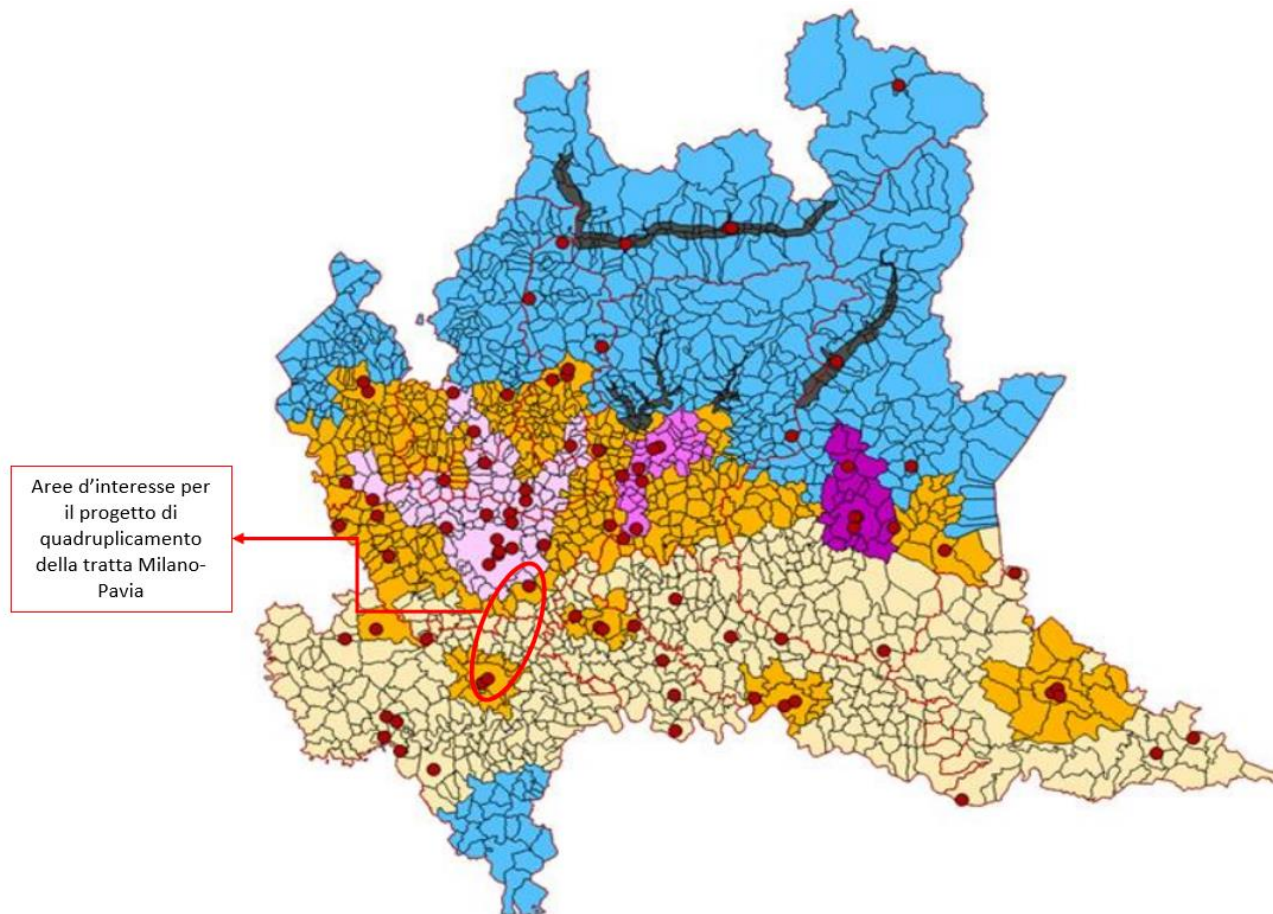 Aree d'interesse per
il progetto di
quadruplicamento
della tratta Milano-
Pavia